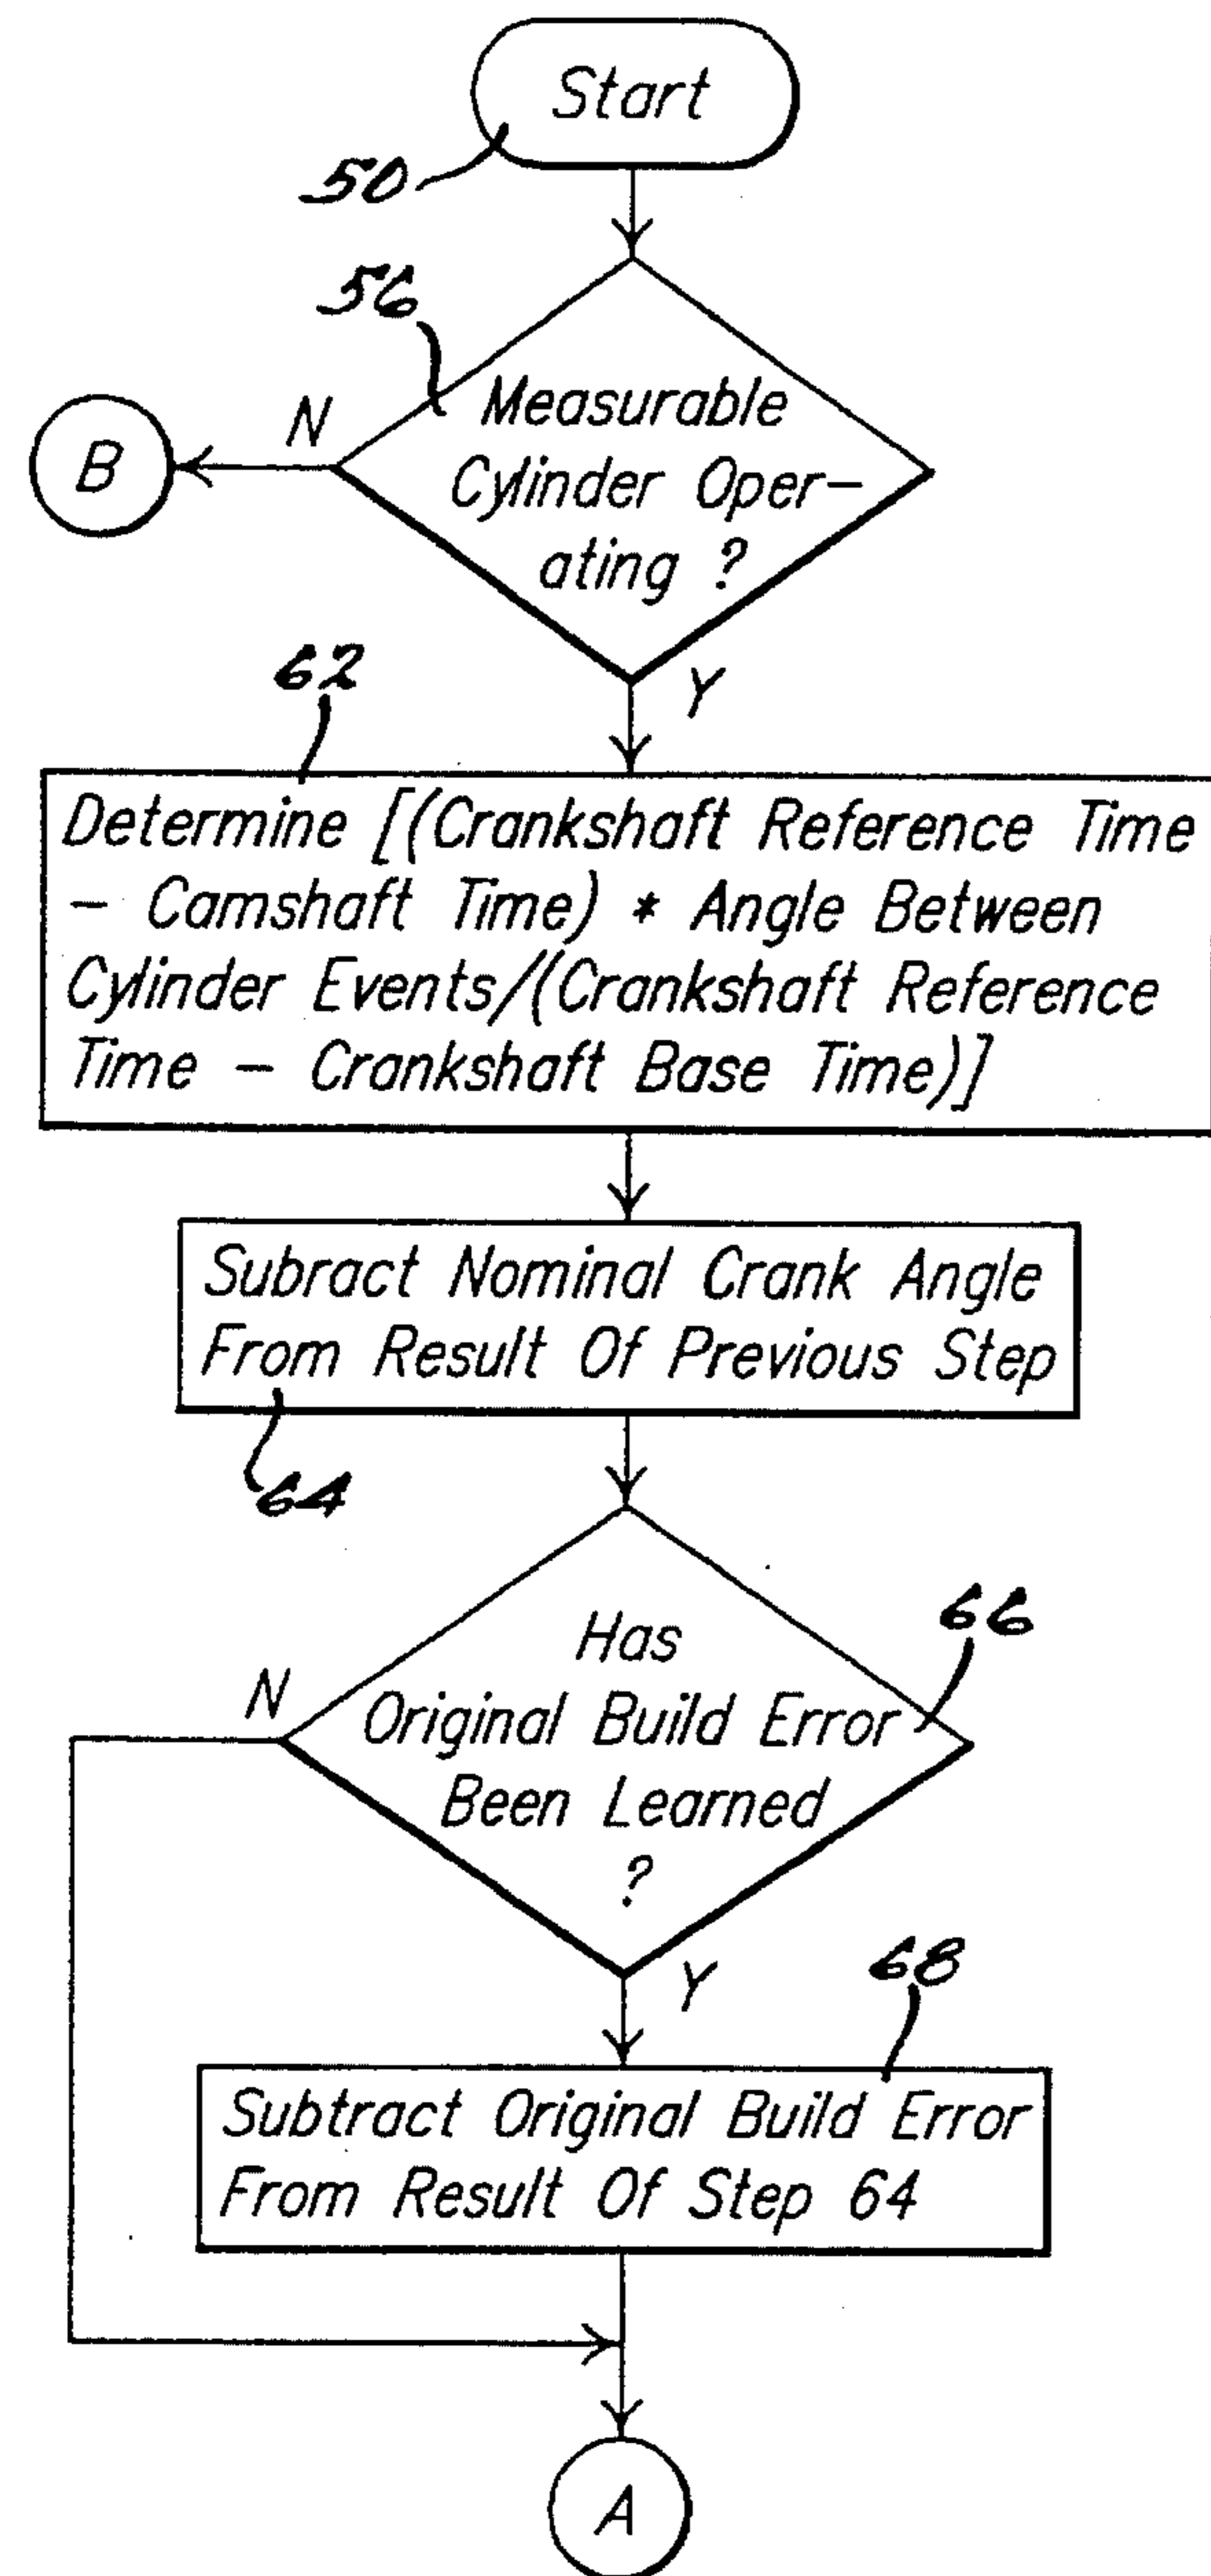 Start
50
56
Measurable
N
Cylinder Oper-
B
ating ?
62
Y
Determine [(Crankshaft Reference Time
- Camshaft Time) * Angle Between
Cylinder Events/(Crankshaft Reference
Time - Crankshaft Base Time)]
Subract Nominal Crank Angle
From Result Of Previous Step
64
66
Has
N
Original Build Error
Been Learned
?
68
Y
Subtract Original Build Error
From Result Of Step 64
A